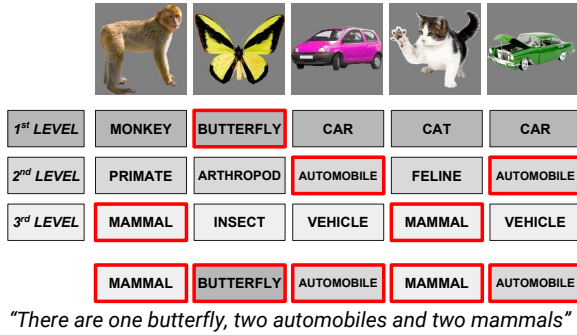 1st LEVEL MONKEY BUTTERFLY CAR CAT CAR
2nd LEVEL PRIMATE ARTHROPOD AUTOMOBILE FELINE AUTOMOBILE
3rd LEVEL MAMMAL INSECT VEHICLE MAMMAL VEHICLE
MAMMAL BUTTERFLY AUTOMOBILE MAMMAL AUTOMOBILE
“There are one butterfly, two automobiles and two mammals”